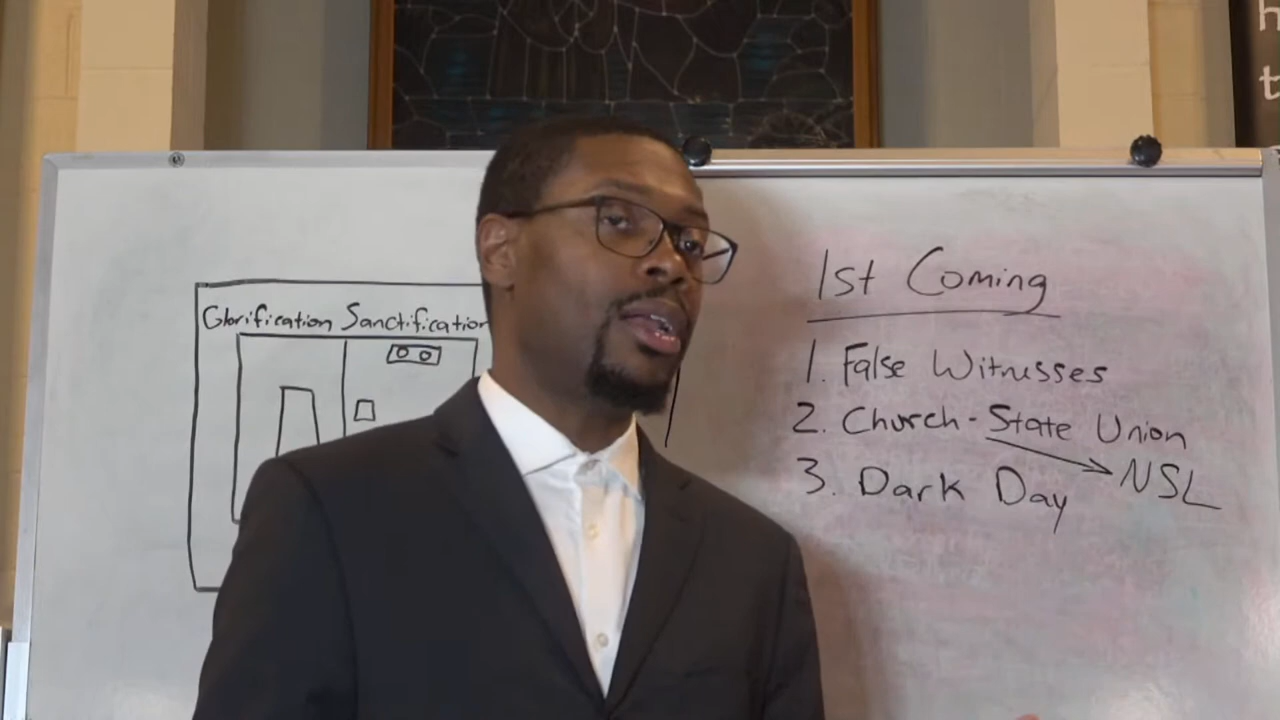 Glorification Sanctification
1st Coming
1. False Witnesses
2. Church-State Union
NSL
3. Dark Day
h
t